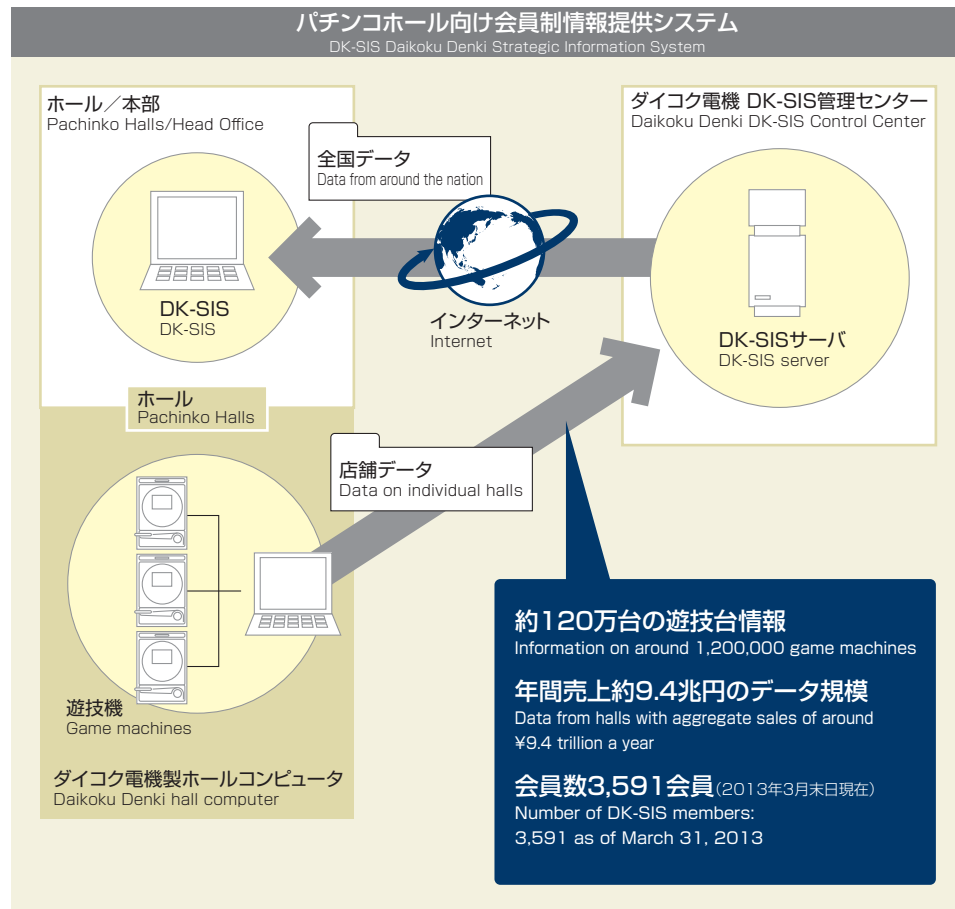 パチンコホール向け会員制情報提供システム
DK-SIS Daikoku Denki Strategic Information System
ホール／本部
Pachinko Halls/Head Office
全国データ
Data from around the nation
ダイコク電機 DK-SIS管理センター
Daikoku Denki DK-SIS Control Center
DK-SIS
DK-SIS
インターネット
Internet
DK-SISサーバ
DK-SIS server
ホール
Pachinko Halls
店舗データ
Data on individual halls
遊技機
Game machines
ダイコク電機製ホールコンピュータ
Daikoku Denki hall computer
約120万台の遊技台情報
Information on around 1,200,000 game machines
年間売上約9.4兆円のデータ規模
Data from halls with aggregate sales of around
¥9.4 trillion a year
会員数3,591会員(2013年3月末日現在)
Number of DK-SIS members:
3,591 as of March 31, 2013